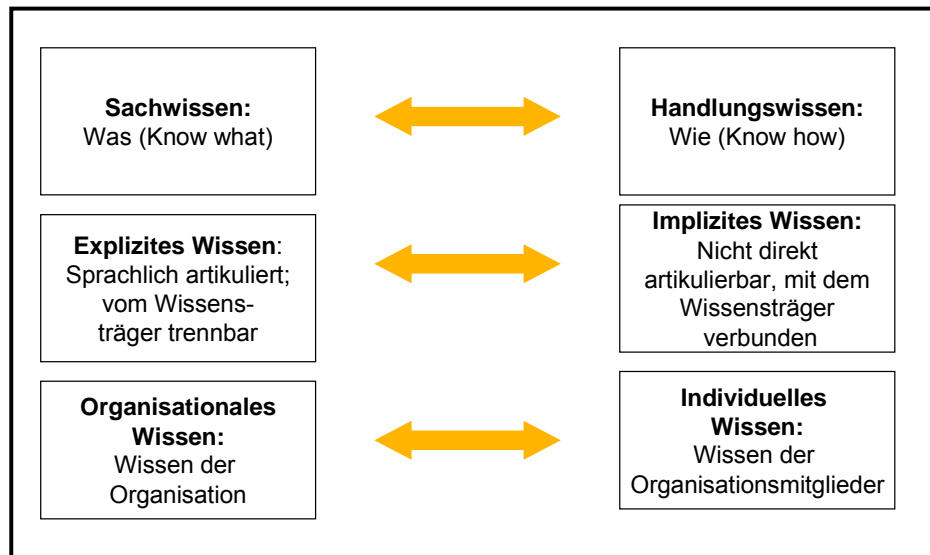 Sachwissen:
Was (Know what)
Handlungswissen:
Wie (Know how)
Explizites Wissen:
Sprachlich artikuliert;
vom Wissens-
träger trennbar
Implizites Wissen:
Nicht direkt
artikulierbar, mit dem
Wissensträger
verbunden
Organisationales
Wissen:
Wissen der
Organisation
Individuelles
Wissen:
Wissen der
Organisationsmitglieder